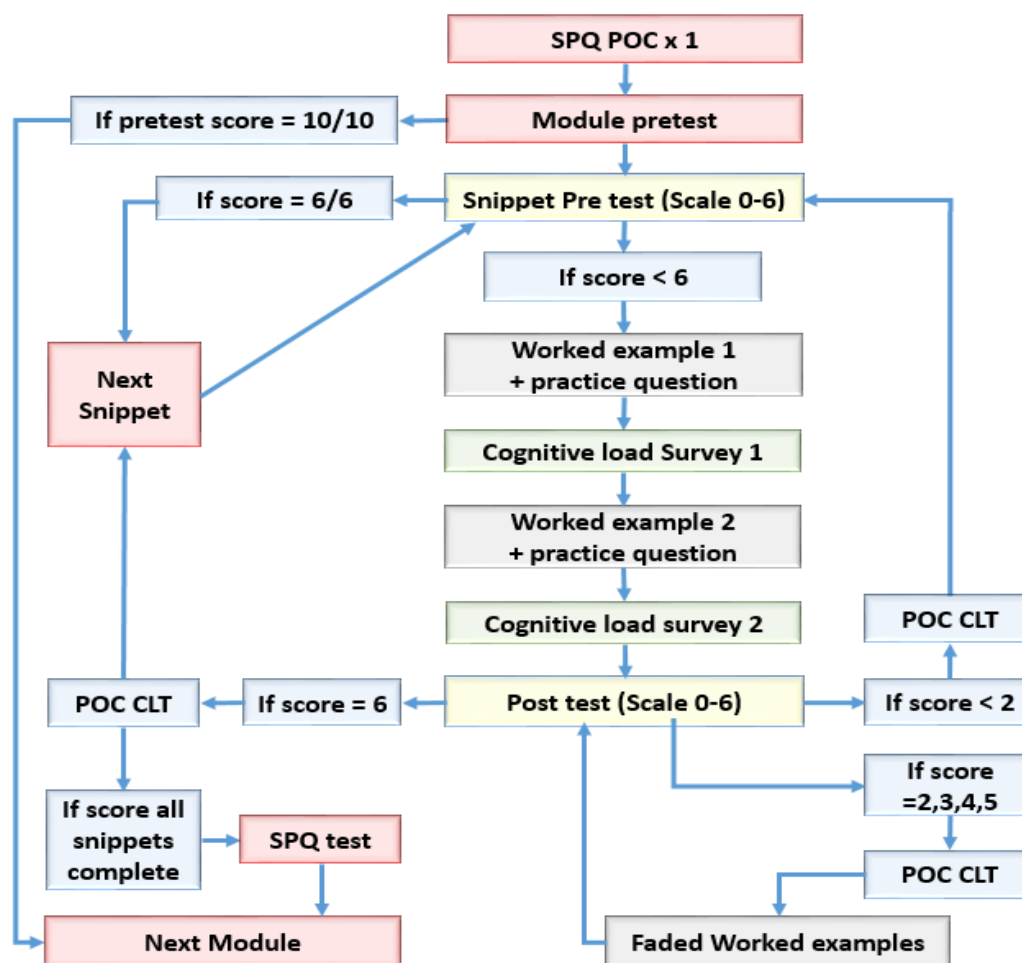 SPQ POC x 1
If pretest score = 10/10
Module pretest
If score = 6/6
Snippet Pre test (Scale 0-6)
If score < 6
Next
Snippet
Worked example 1
+ practice question
Cognitive load Survey 1
Worked example 2
+ practice question
Cognitive load survey 2
POC CLT
POC CLT
If score = 6
Post test (Scale 0-6)
If score < 2
If score
=2,3,4,5
If score all
snippets
complete
SPQ test
POC CLT
Next Module
Faded Worked examples